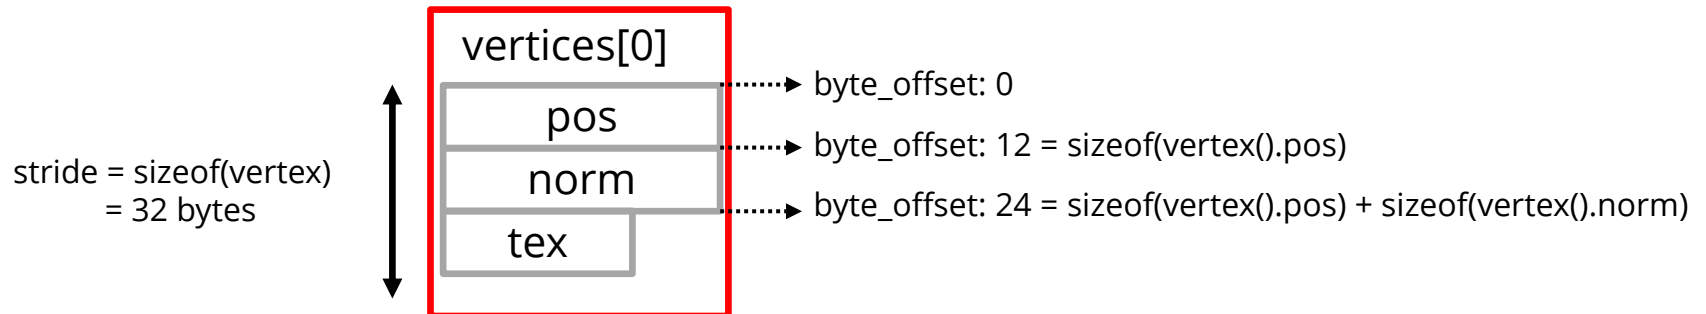 vertices[0]
byte_offset: 0
pos
byte_offset: 12 = sizeof(vertex().pos)
stride = sizeof(vertex)
= 32 bytes
norm
byte_offset: 24 = sizeof(vertex().pos) + sizeof(vertex().norm)
tex